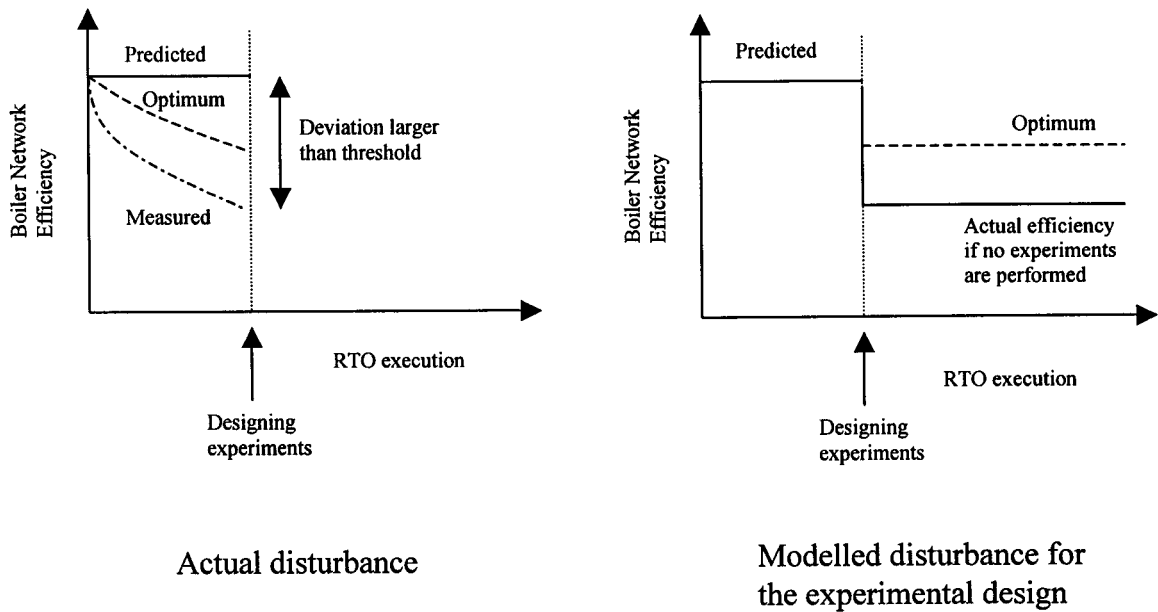 Predicted
Optimum
Deviation larger
than threshold
Measured
Boiler Network
Efficiency
RTO execution
Designing
experiments
Actual disturbance
Predicted
Optimum
Actual efficiency
if no experiments
are performed
Boiler Network
Efficiency
RTO execution
Designing
experiments
Modelled disturbance for
the experimental design